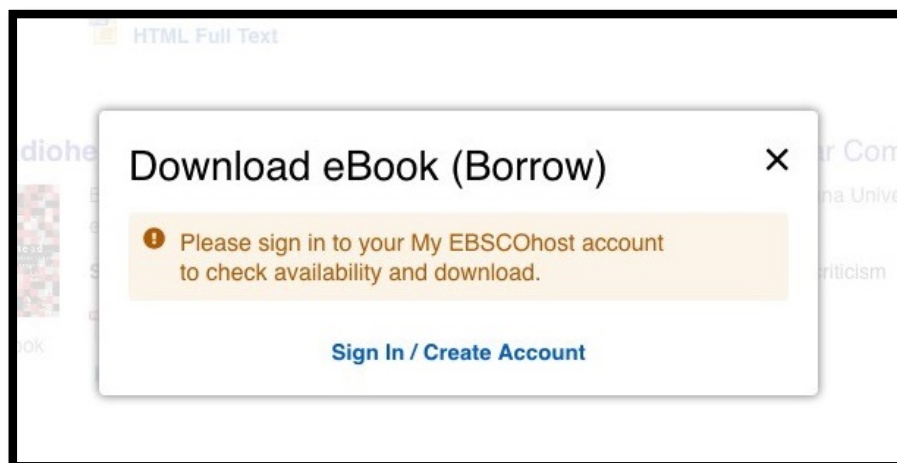 HTML Full Text
Download eBook (Borrow)
Please sign in to your My EBSCOhost account
to check availability and download.
Sign In / Create Account
criticism